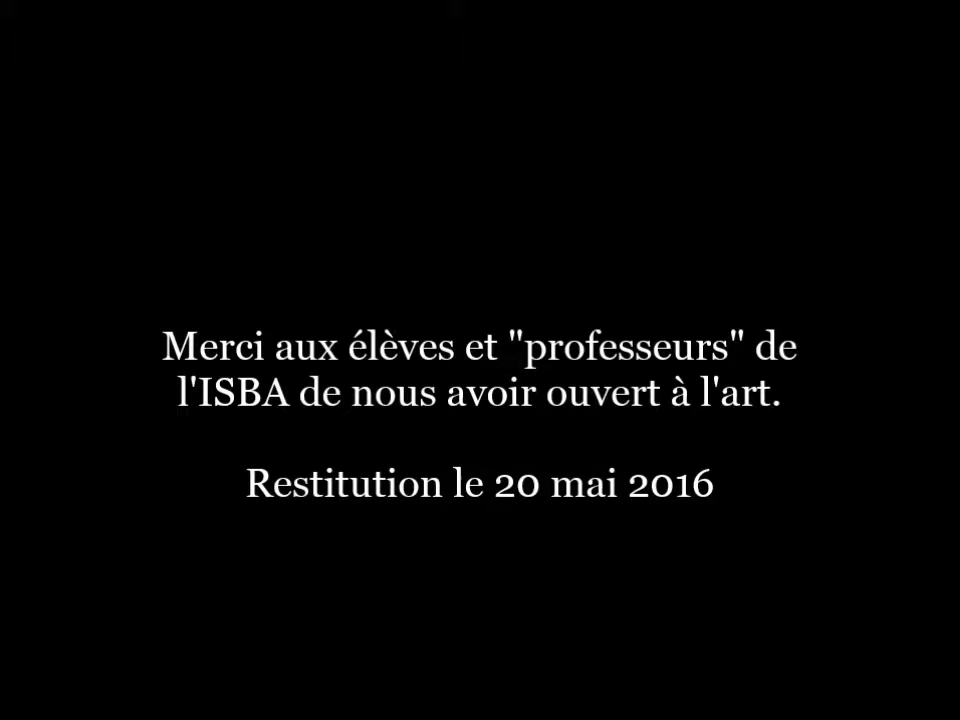 Merci aux élèves et "professeurs" de
l'ISBA de nous avoir ouvert à l'art.
Restitution le 20 mai 2016